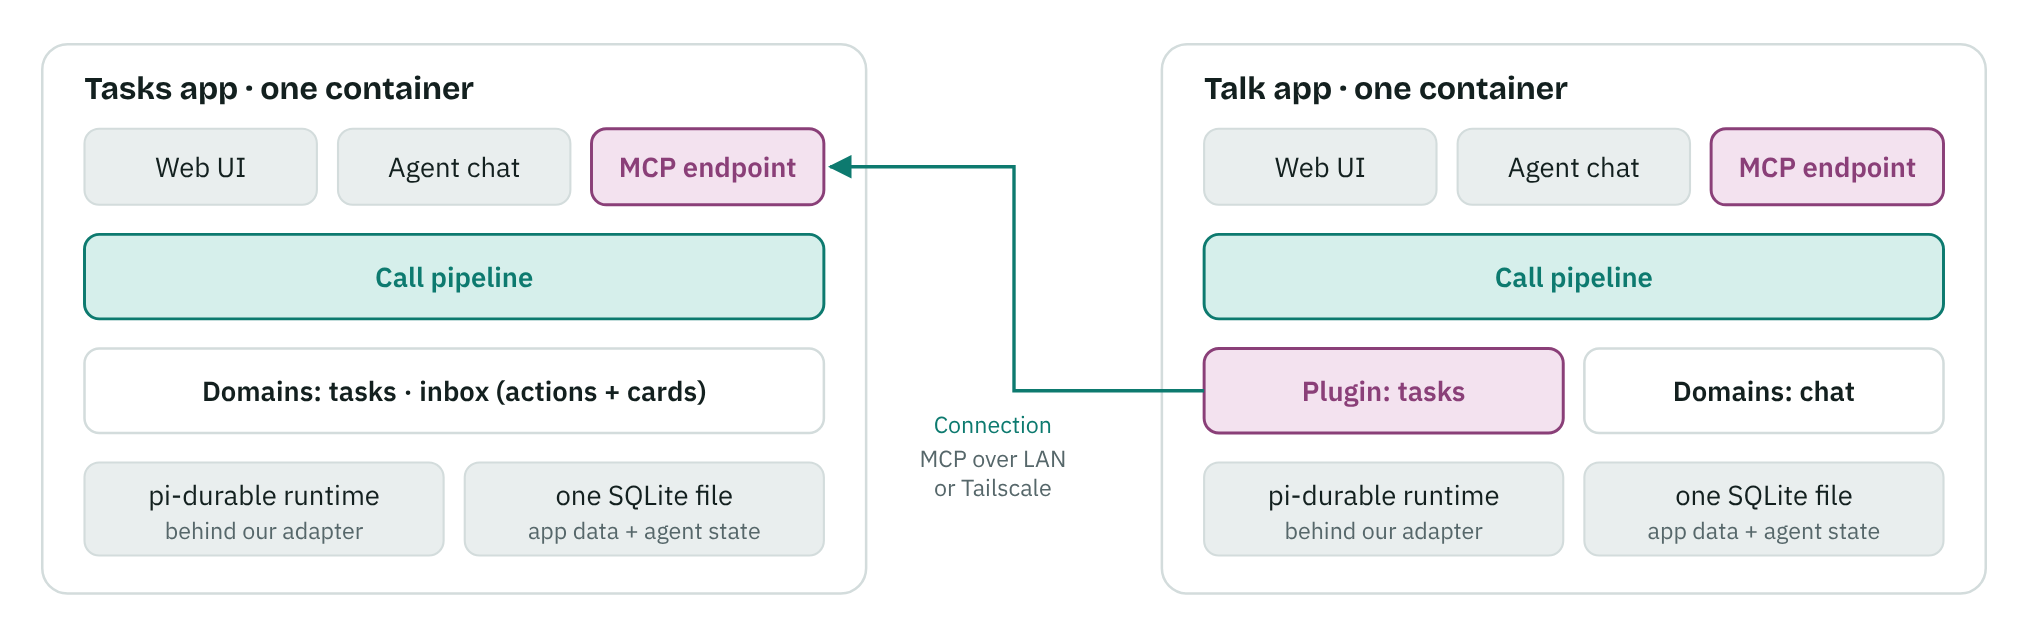 Tasks app · one container
Web UI
Agent chat
MCP endpoint
Call pipeline
Domains: tasks · inbox (actions + cards)
pi-durable runtime
behind our adapter
one SQLite file
app data + agent state
Connection
MCP over LAN
or Tailscale
Talk app · one container
Web UI
Agent chat
MCP endpoint
Call pipeline
Plugin: tasks
Domains: chat
pi-durable runtime
behind our adapter
one SQLite file
app data + agent state